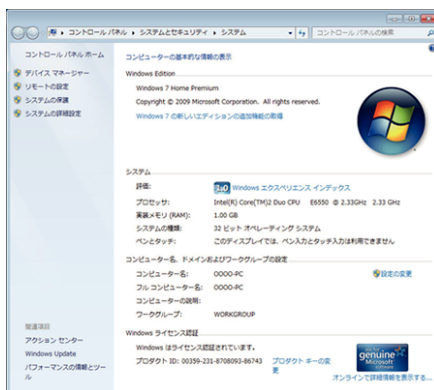 コントロール パネル ▸ システムとセキュリティ ▸ システム
コントロール パネルの検索
コントロール パネル ホーム
デバイス マネージャー
リモートの設定
システムの保護
システムの詳細設定
コンピューターの基本的な情報の表示
Windows Edition
Windows 7 Home Premium
Copyright © 2009 Microsoft Corporation. All rights reserved.
Windows 7 の新しいエディションの追加機能の取得
システム
評価: 1.0 Windows エクスペリエンス インデックス
プロセッサ: Intel(R) Core(TM)2 Duo CPU E6550 @ 2.33GHz 2.33 GHz
実装メモリ (RAM): 1.00 GB
システムの種類: 32 ビット オペレーティング システム
ペンとタッチ: このディスプレイでは、ペン入力とタッチ入力は利用できません
コンピューター名、ドメインおよびワークグループの設定
コンピューター名: OOOO-PC 設定の変更
フル コンピューター名: OOOO-PC
コンピューターの説明:
ワークグループ: WORKGROUP
Windows ライセンス認証
Windows はライセンス認証されています。
プロダクト ID: 00359-231-8708093-86743 プロダクト キーの変更
genuine
Microsoft
オンラインで詳細情報を表示する...
関連項目
アクション センター
Windows Update
パフォーマンスの情報とツール